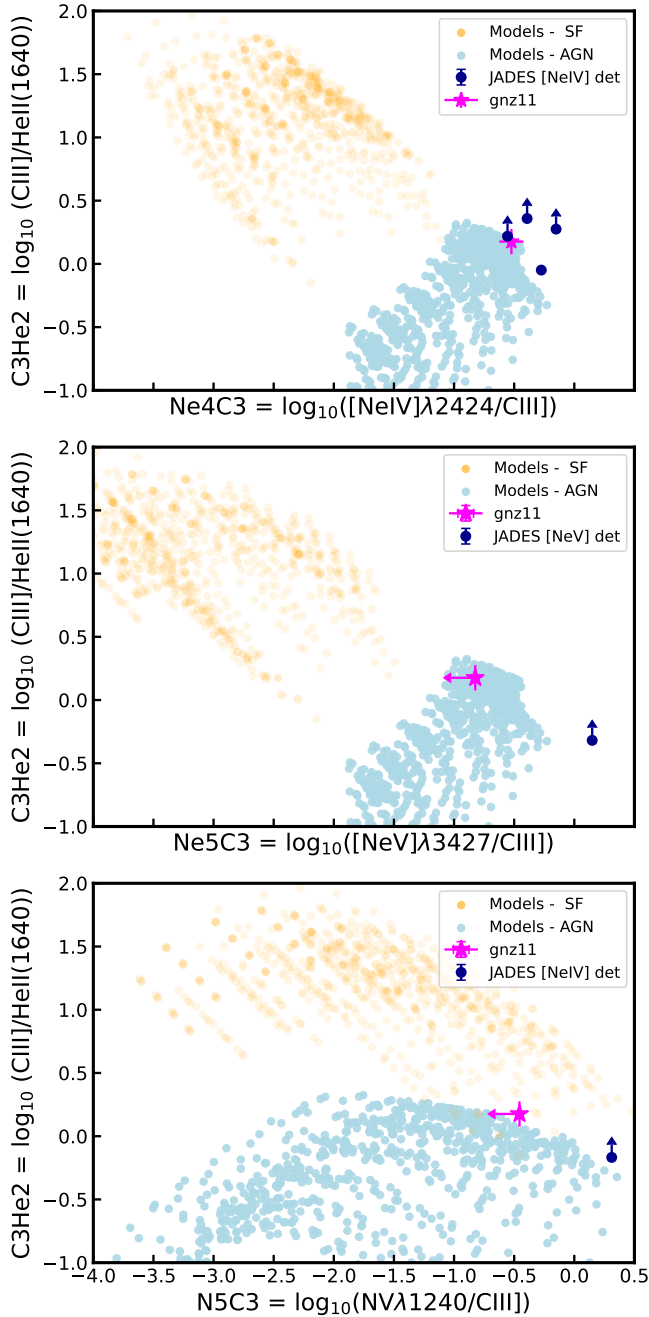 2.0
1.5
1.0
0.5
0.0
−0.5
−1.0
C3He2 = log10 (CIII]/HeII(1640))
Models - SF
Models - AGN
JADES [NeIV] det
gnz11
Ne4C3 = log10([NeIV]λ2424/CIII])
2.0
1.5
1.0
0.5
0.0
−0.5
−1.0
C3He2 = log10 (CIII]/HeII(1640))
Models - SF
Models - AGN
gnz11
JADES [NeV] det
Ne5C3 = log10([NeV]λ3427/CIII])
2.0
1.5
1.0
0.5
0.0
−0.5
−1.0
C3He2 = log10 (CIII]/HeII(1640))
Models - SF
Models - AGN
gnz11
JADES [NeIV] det
−4.0 −3.5 −3.0 −2.5 −2.0 −1.5 −1.0 −0.5 0.0 0.5
N5C3 = log10(NVλ1240/CIII])